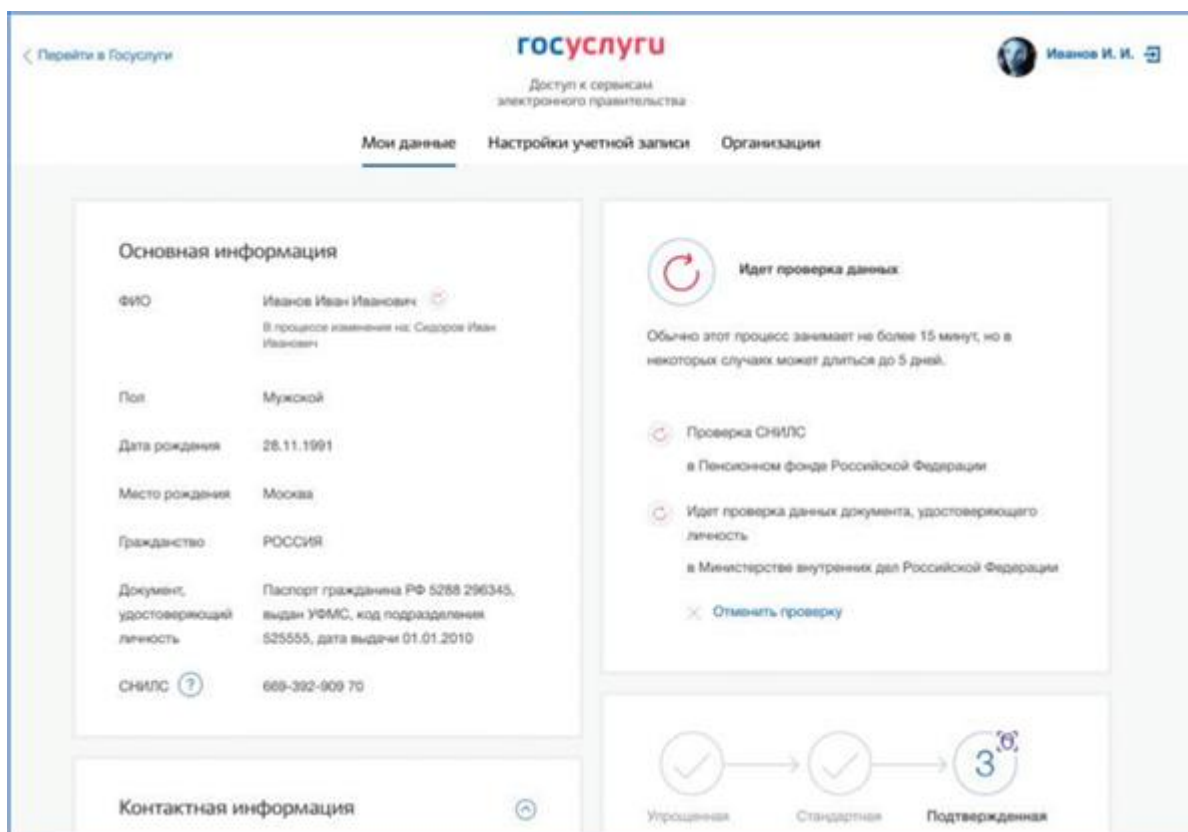 Перейти в Госуслуги
госуслуги
Иванов И. И.
Доступ к сервисам
электронного правительства
Мои данные
Настройки учетной записи
Организации
Основная информация
ФИО
Иванов Иван Иванович
В процессе изменения на: Сидоров Иван
Иванович
Пол
Мужской
Дата рождения
28.11.1991
Место рождения
Москва
Гражданство
РОССИЯ
Документ,
удостоверяющий
личность
Паспорт гражданина РФ 5288 296345,
выдан УФМС, код подразделения
525555, дата выдачи 01.01.2010
СНИЛС ?
669-392-909 70
Контактная информация
Идет проверка данных
Обычно этот процесс занимает не более 15 минут, но в
некоторых случаях может длиться до 5 дней.
Проверка СНИЛС
в Пенсионном фонде Российской Федерации
Идет проверка данных документа, удостоверяющего
личность
в Министерстве внутренних дел Российской Федерации
Отменить проверку
3
Упрощенная
Стандартная
Подтвержденная